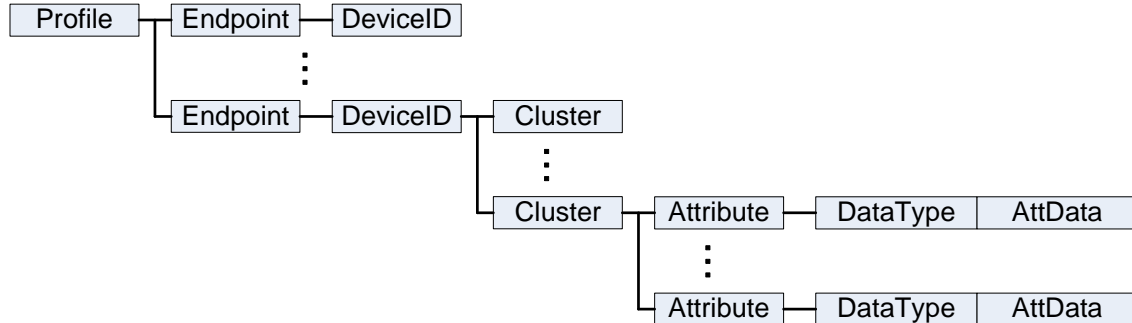 Profile Endpoint DeviceID
Endpoint DeviceID Cluster
Cluster Attribute DataType AttData
Attribute DataType AttData